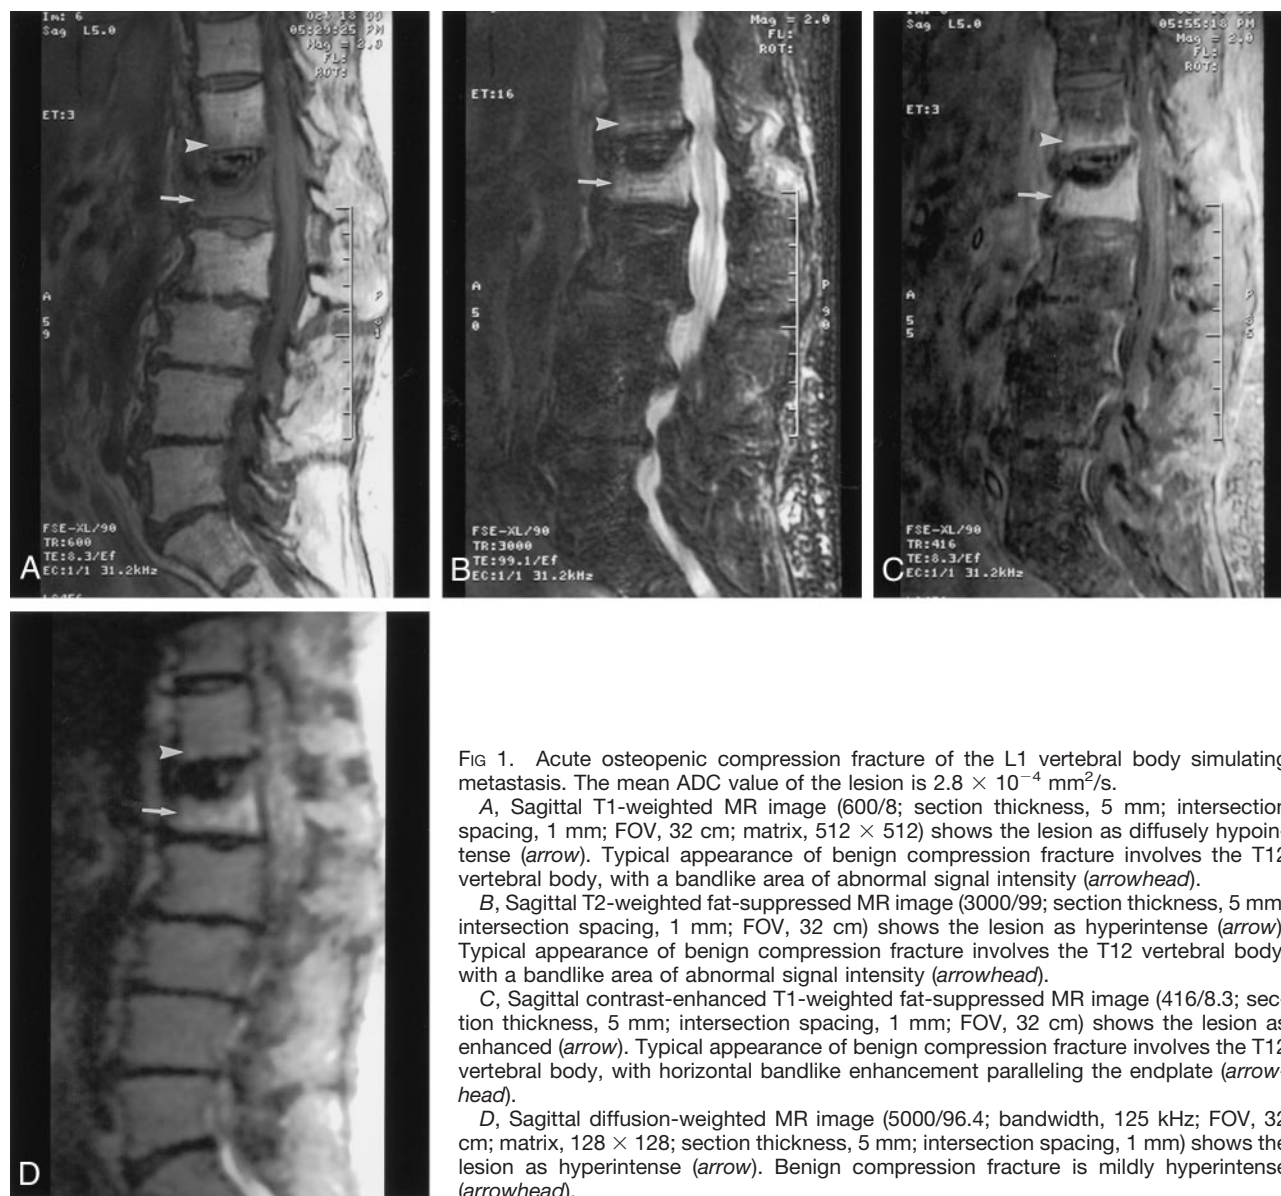 Im: 6
Sag L5.0
05:29:25 PM
Mag = 2.0
FL:
ROT:
ET:3
A
5
9
P
FSE-XL/90
TR:600
TE:8.3/Ef
EC:1/1 31.2kHz
A
Mag = 2.0
FL:
ROT:
ET:16
A
5
0
P
9
0
FSE-XL/90
TR:3000
TE:99.1/Ef
EC:1/1 31.2kHz
B
Sag L5.0
05:55:18 PM
Mag = 2.0
FL:
ROT:
ET:3
A
5
5
P
FSE-XL/90
TR:416
TE:8.3/Ef
EC:1/1 31.2kHz
C
D
FIG 1. Acute osteopenic compression fracture of the L1 vertebral body simulating
metastasis. The mean ADC value of the lesion is 2.8 × 10−4 mm2/s.
A, Sagittal T1-weighted MR image (600/8; section thickness, 5 mm; intersection
spacing, 1 mm; FOV, 32 cm; matrix, 512 × 512) shows the lesion as diffusely hypoin-
tense (arrow). Typical appearance of benign compression fracture involves the T12
vertebral body, with a bandlike area of abnormal signal intensity (arrowhead).
B, Sagittal T2-weighted fat-suppressed MR image (3000/99; section thickness, 5 mm
intersection spacing, 1 mm; FOV, 32 cm) shows the lesion as hyperintense (arrow)
Typical appearance of benign compression fracture involves the T12 vertebral body
with a bandlike area of abnormal signal intensity (arrowhead).
C, Sagittal contrast-enhanced T1-weighted fat-suppressed MR image (416/8.3; sec-
tion thickness, 5 mm; intersection spacing, 1 mm; FOV, 32 cm) shows the lesion as
enhanced (arrow). Typical appearance of benign compression fracture involves the T12
vertebral body, with horizontal bandlike enhancement paralleling the endplate (arrow-
head).
D, Sagittal diffusion-weighted MR image (5000/96.4; bandwidth, 125 kHz; FOV, 32
cm; matrix, 128 × 128; section thickness, 5 mm; intersection spacing, 1 mm) shows the
lesion as hyperintense (arrow). Benign compression fracture is mildly hyperintense
(arrowhead).